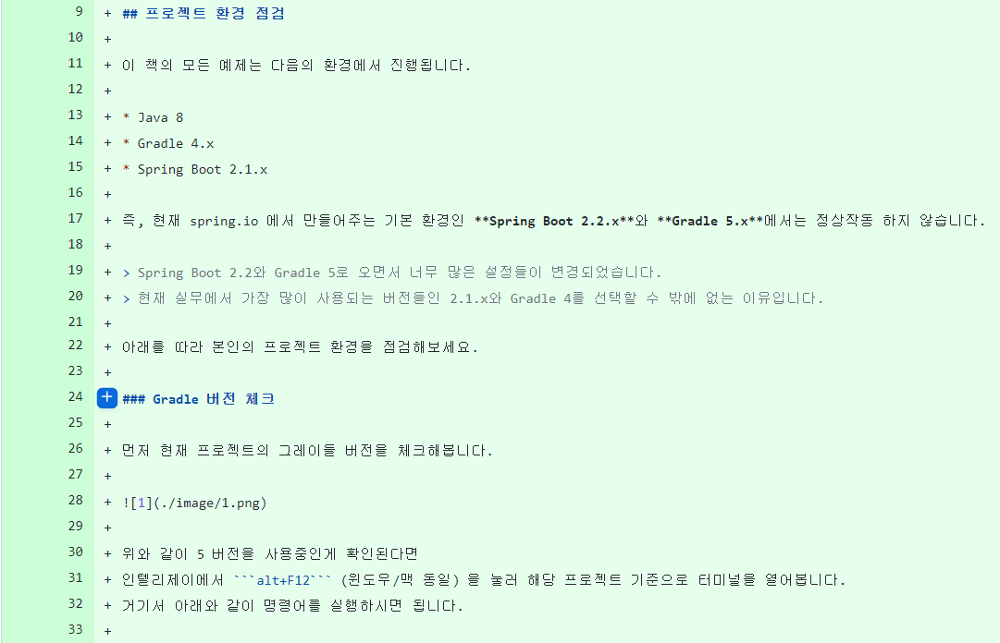 9 + ## 프로젝트 환경 점검
10 +
11 + 이 책의 모든 예제는 다음의 환경에서 진행됩니다.
12 +
13 + * Java 8
14 + * Gradle 4.x
15 + * Spring Boot 2.1.x
16 +
17 + 즉, 현재 spring.io 에서 만들어주는 기본 환경인 **Spring Boot 2.2.x**와 **Gradle 5.x**에서는 정상작동 하지 않습니다.
18 +
19 + > Spring Boot 2.2와 Gradle 5로 오면서 너무 많은 설정들이 변경되었습니다.
20 + > 현재 실무에서 가장 많이 사용되는 버전들인 2.1.x와 Gradle 4를 선택할 수 밖에 없는 이유입니다.
21 +
22 + 아래를 따라 본인의 프로젝트 환경을 점검해보세요.
23 +
24 + ### Gradle 버전 체크
25 +
26 + 먼저 현재 프로젝트의 그레이들 버전을 체크해봅니다.
27 +
28 + ![1](./image/1.png)
29 +
30 + 위와 같이 5 버전을 사용중인게 확인된다면
31 + 인텔리제이에서 ```alt+F12``` (윈도우/맥 동일) 을 눌러 해당 프로젝트 기준으로 터미널을 열어봅니다.
32 + 거기서 아래와 같이 명령어를 실행하시면 됩니다.
33 +